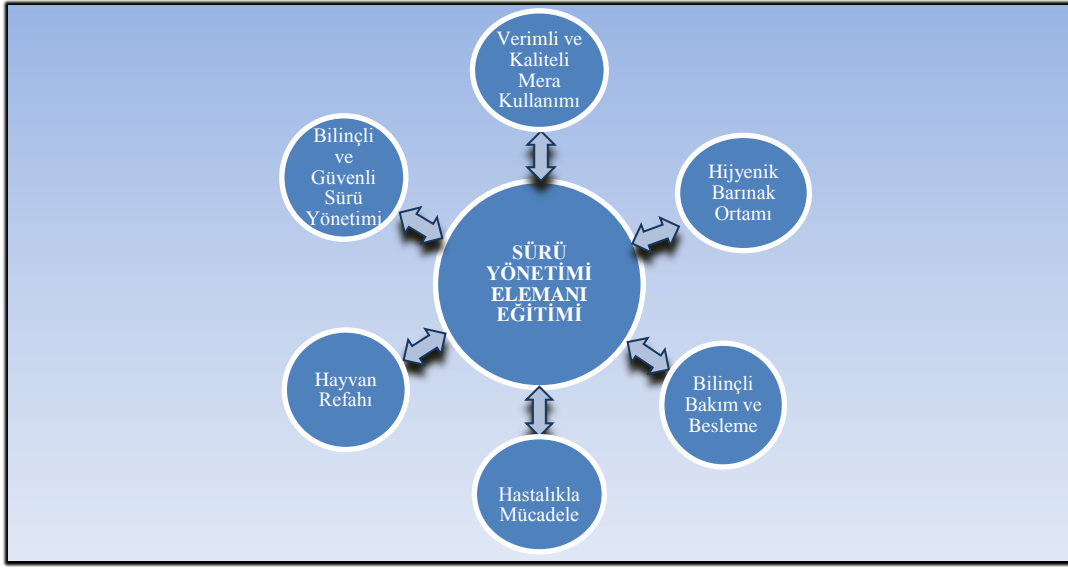 Verimli ve
Kaliteli
Mera
Kullanımı
Hijyenik
Barınak
Ortamı
Bilinçli
Bakım ve
Besleme
Hastalıkla
Mücadele
Hayvan
Refahı
Bilinçli
ve
Güvenli
Sürü
Yönetimi
SÜRÜ
YÖNETİMİ
ELEMANI
EĞİTİMİ